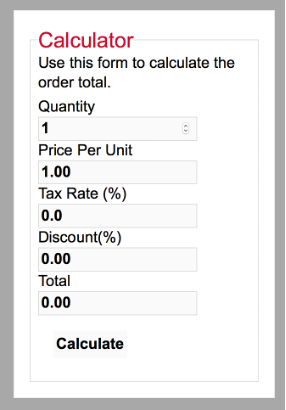 Calculator
Use this form to calculate the
order total.
Quantity
1
Price Per Unit
1.00
Tax Rate (%)
0.0
Discount(%)
0.00
Total
0.00
Calculate